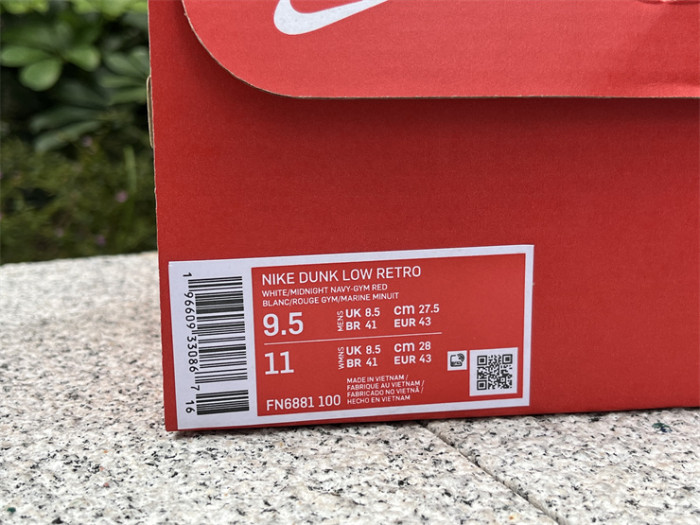 NIKE DUNK LOW RETRO
WHITE/MIDNIGHT NAVY-GYM RED
BLANC/ROUGE GYM/MARINE MINUIT
9.5 MENS UK 8.5 cm 27.5
BR 41 EUR 43
11 WMNS UK 8.5 cm 28
BR 41 EUR 43
FN6881 100
MADE IN VIETNAM /
FABRIQUE AU VIETNAM /
FABRICADO NO VIETNÃ /
HECHO EN VIETNAM
1 96609 33086 7 16